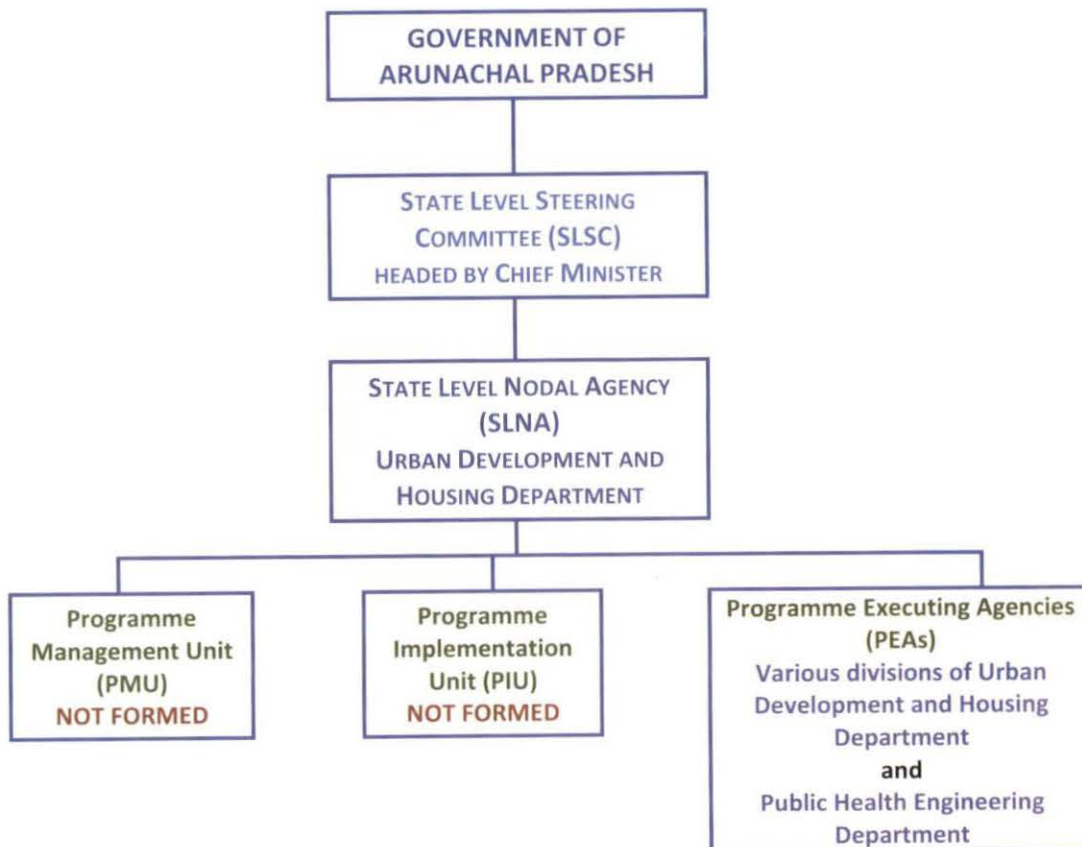 GOVERNMENT OF
ARUNACHAL PRADESH
STATE LEVEL STEERING
COMMITTEE (SLSC)
HEADED BY CHIEF MINISTER
STATE LEVEL NODAL AGENCY
(SLNA)
URBAN DEVELOPMENT AND
HOUSING DEPARTMENT
Programme
Management Unit
(PMU)
NOT FORMED
Programme
Implementation
Unit (PIU)
NOT FORMED
Programme Executing Agencies
(PEAs)
Various divisions of Urban
Development and Housing
Department
and
Public Health Engineering
Department